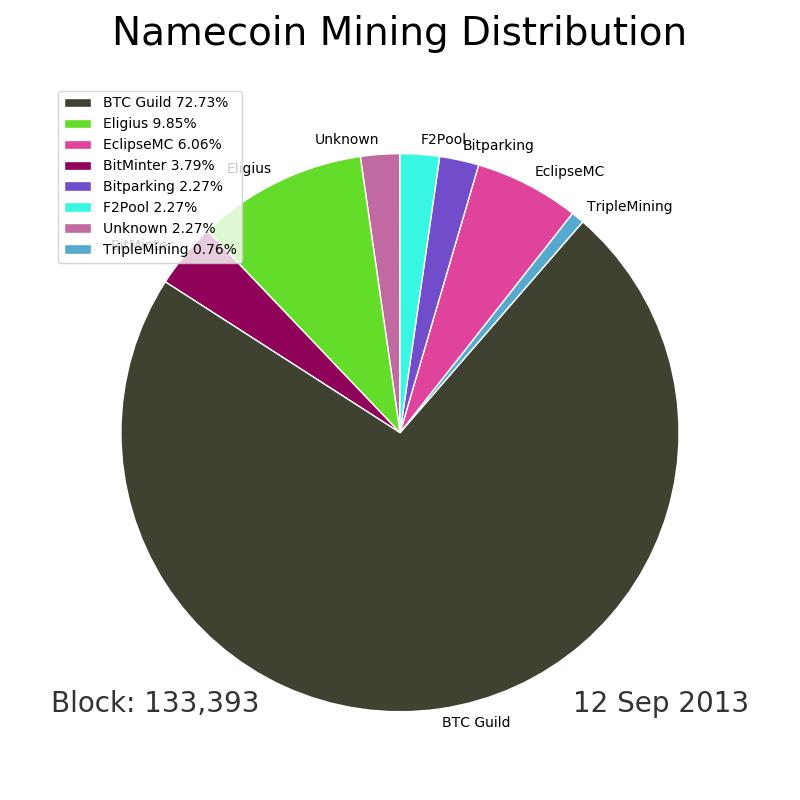 Namecoin Mining Distribution
BTC Guild 72.73%
Eligius 9.85%
EclipseMC 6.06%
BitMinter 3.79%
Bitparking 2.27%
F2Pool 2.27%
Unknown 2.27%
TripleMining 0.76%
Unknown
F2Pool
Bitparking
Eligius
EclipseMC
TripleMining
BitMinter
Block: 133,393
12 Sep 2013
BTC Guild